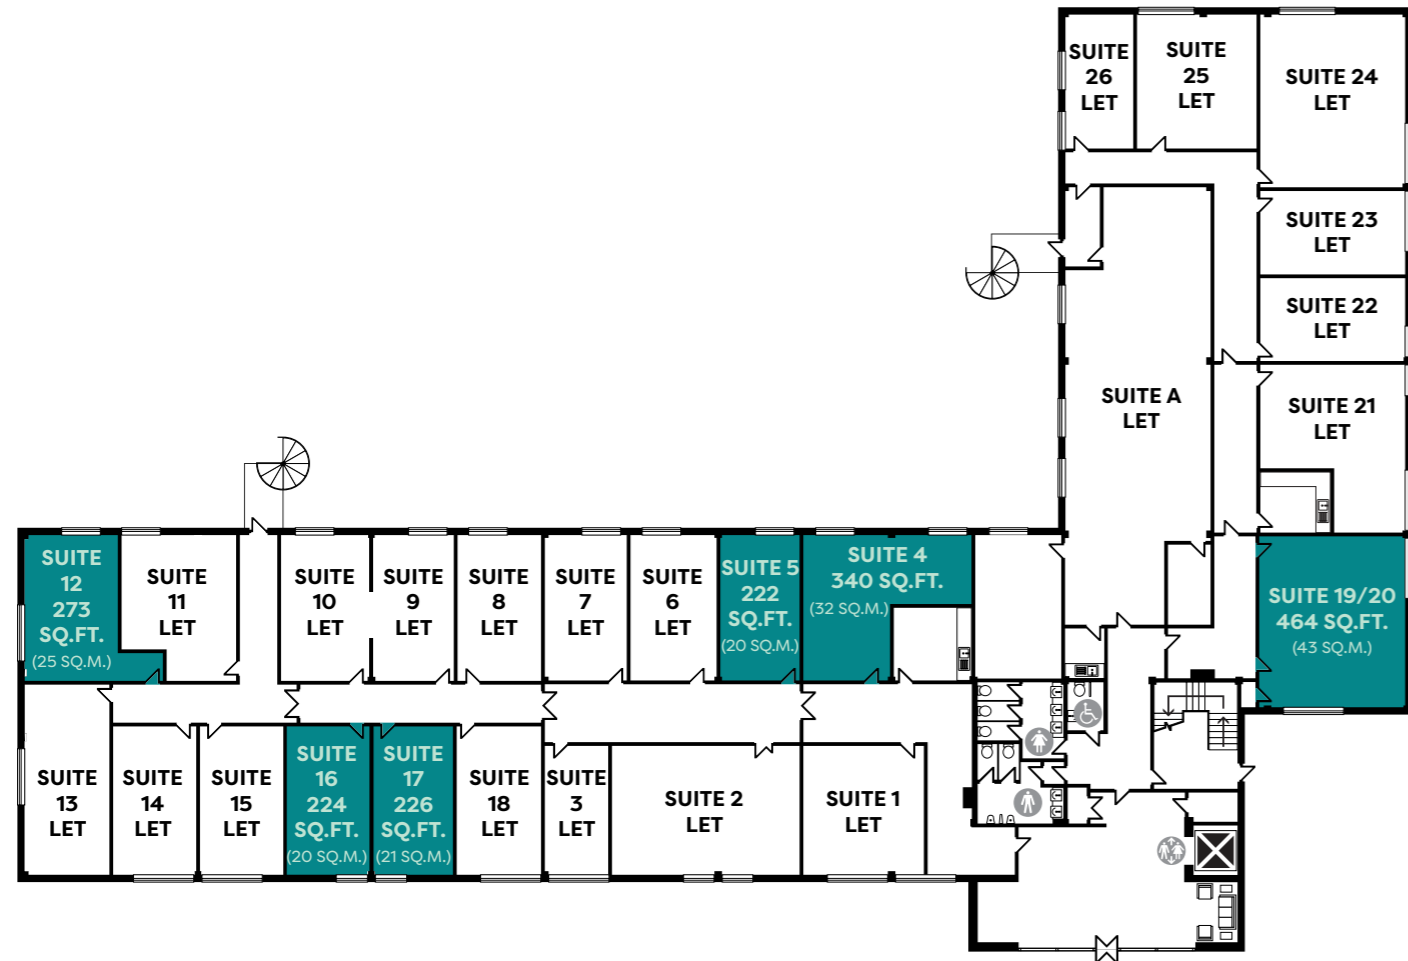 SUITE
26
LET
SUITE
25
LET
SUITE 24
LET
SUITE 23
LET
SUITE 22
LET
SUITE A
LET
SUITE 21
LET
SUITE
12
273
SQ.FT.
(25 SQ.M.)
SUITE
11
LET
SUITE
10
LET
SUITE
9
LET
SUITE
8
LET
SUITE
7
LET
SUITE
6
LET
SUITE 5
222
SQ.FT.
(20 SQ.M.)
SUITE 4
340 SQ.FT.
(32 SQ.M.)
SUITE 19/20
464 SQ.FT.
(43 SQ.M.)
SUITE
13
LET
SUITE
14
LET
SUITE
15
LET
SUITE
16
224
SQ.FT.
(20 SQ.M.)
SUITE
17
226
SQ.FT.
(21 SQ.M.)
SUITE
18
LET
SUITE
3
LET
SUITE 2
LET
SUITE 1
LET